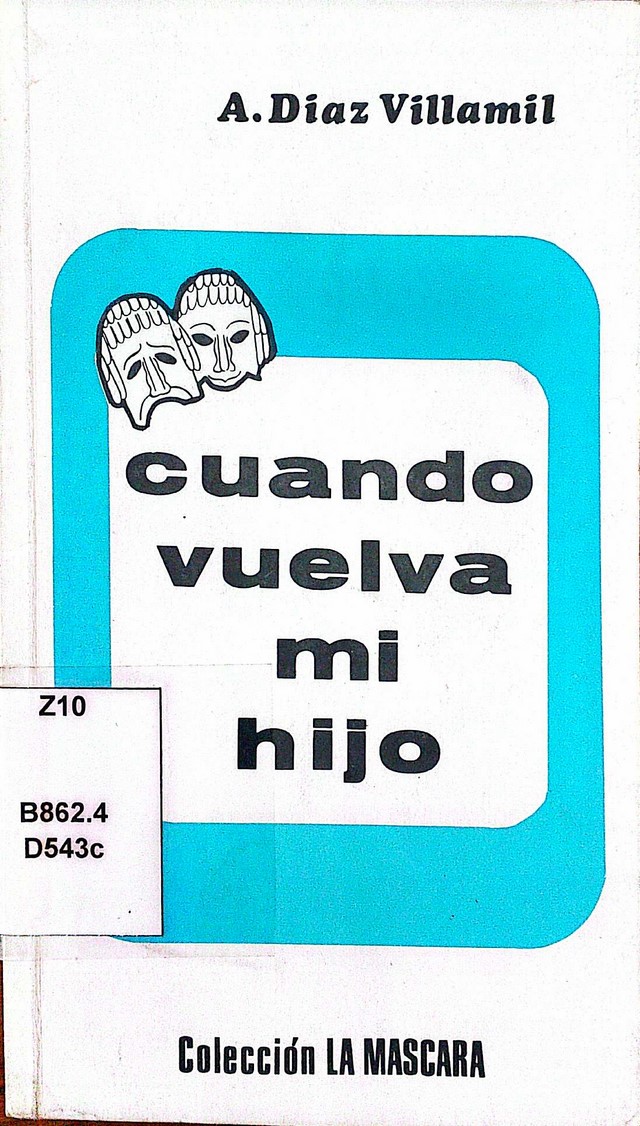 A. Diaz Villamil
cuando
vuelva
mi
hijo
Z10
B862.4
D543c
Colección LA MASCARA